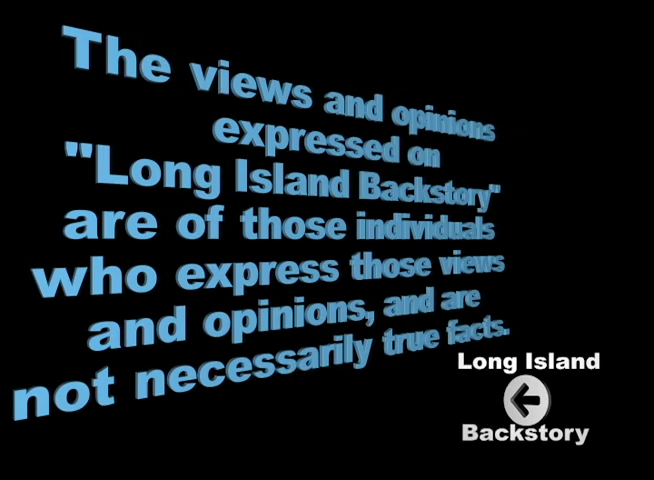 The views and opinions
expressed on
"Long Island Backstory"
are of those individuals
who express those views
and opinions, and are
not necessarily true facts.
Long Island
Backstory